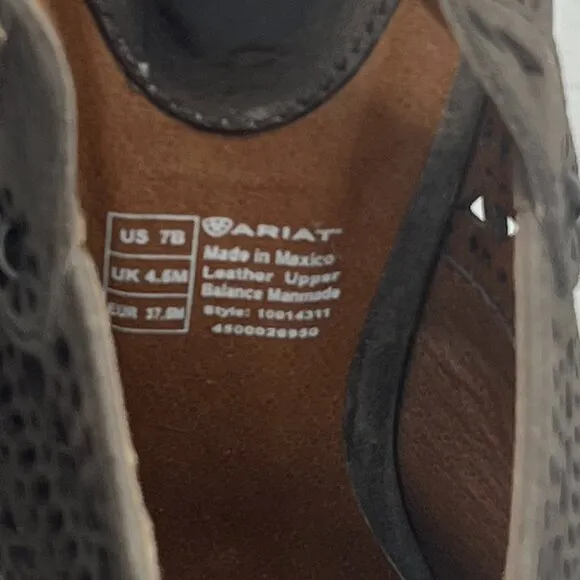 US 7B
UK 4.5M
EUR 37.5M
ARIAT
Made in Mexico
Leather Upper
Balance Manmade
Style: 10014311
4500028950